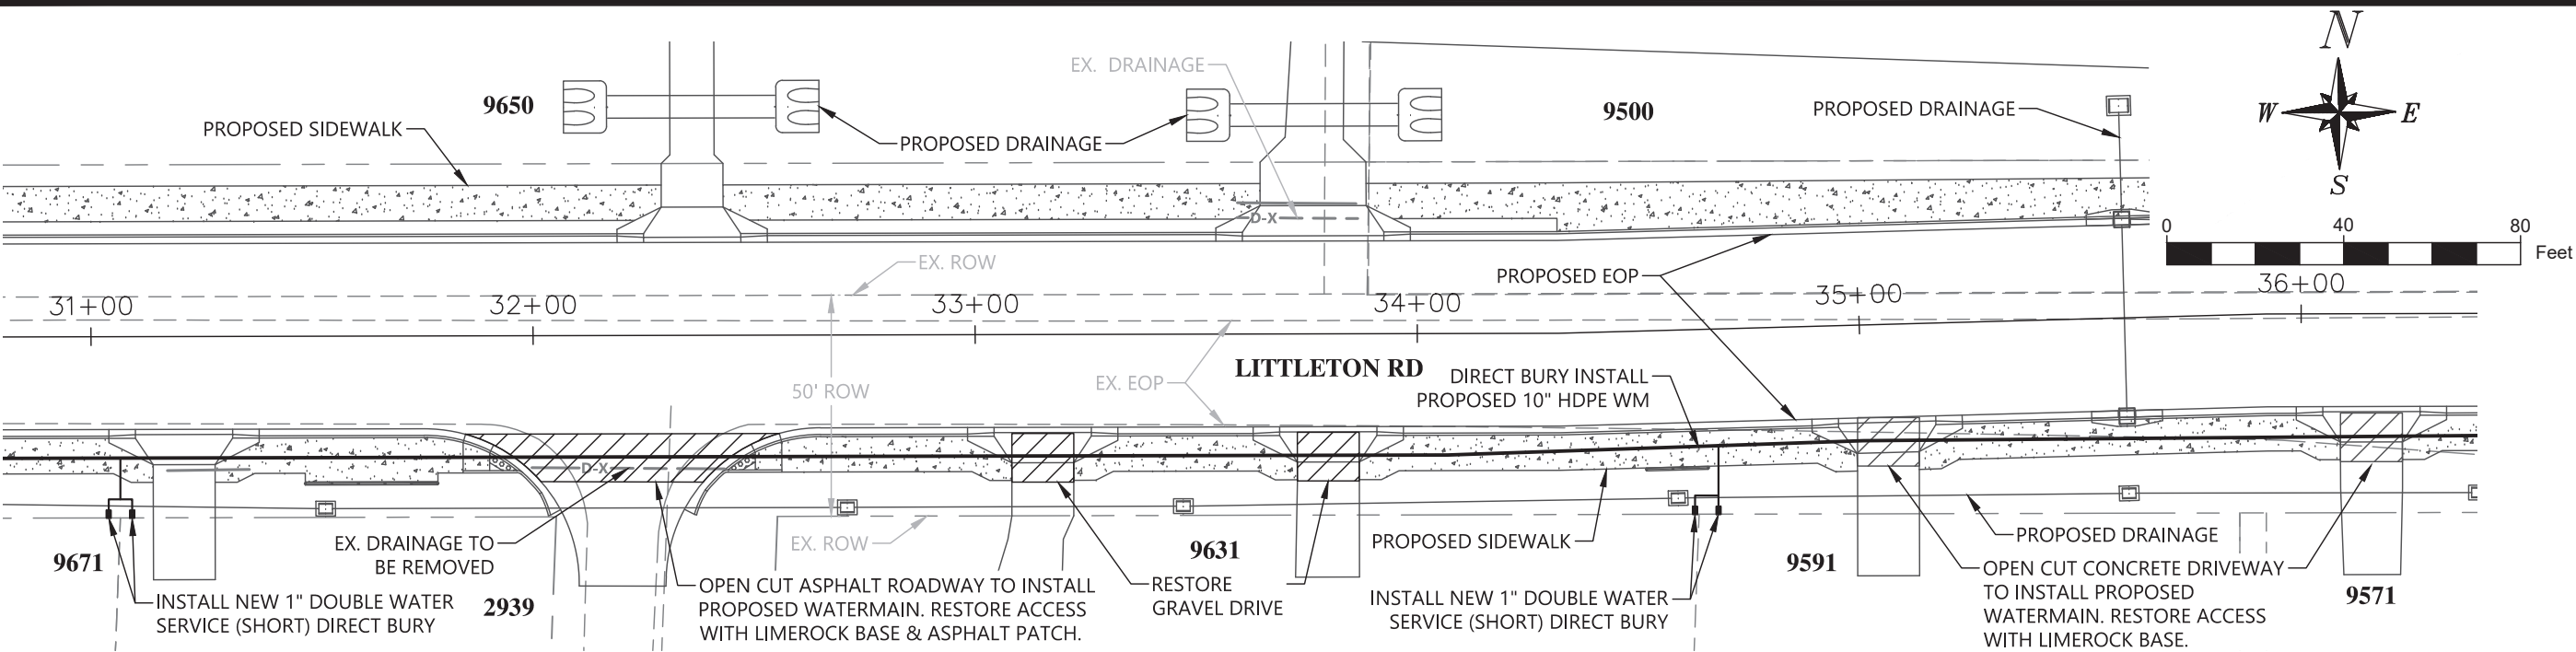 N
W
E
S
0
40
80
Feet
EX. DRAINAGE
9650
9500
PROPOSED DRAINAGE
PROPOSED SIDEWALK
PROPOSED DRAINAGE
D-X
EX. ROW
PROPOSED EOP
31+00
32+00
33+00
34+00
35+00
36+00
LITTLETON RD
50' ROW
EX. EOP
DIRECT BURY INSTALL
PROPOSED 10" HDPE WM
D-X
EX. DRAINAGE TO
BE REMOVED
EX. ROW
9631
PROPOSED SIDEWALK
PROPOSED DRAINAGE
9671
9591
INSTALL NEW 1" DOUBLE WATER
SERVICE (SHORT) DIRECT BURY
2939
OPEN CUT ASPHALT ROADWAY TO INSTALL
PROPOSED WATERMAIN. RESTORE ACCESS
WITH LIMEROCK BASE & ASPHALT PATCH.
RESTORE
GRAVEL DRIVE
INSTALL NEW 1" DOUBLE WATER
SERVICE (SHORT) DIRECT BURY
OPEN CUT CONCRETE DRIVEWAY
TO INSTALL PROPOSED
WATERMAIN. RESTORE ACCESS
WITH LIMEROCK BASE.
9571